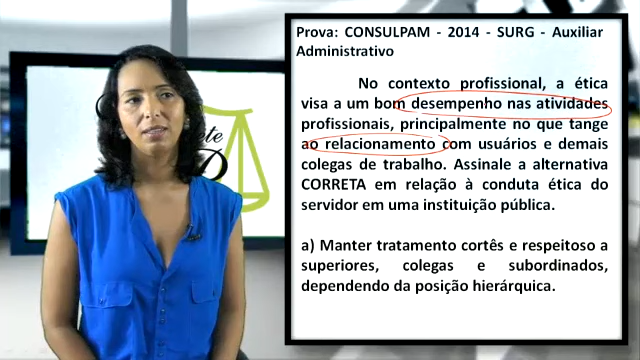 Prova: CONSULPAM - 2014 - SURG - Auxiliar
Administrativo
No contexto profissional, a ética
visa a um bom desempenho nas atividades
profissionais, principalmente no que tange
ao relacionamento com usuários e demais
colegas de trabalho. Assinale a alternativa
CORRETA em relação à conduta ética do
servidor em uma instituição pública.
a) Manter tratamento cortês e respeitoso a
superiores, colegas e subordinados,
dependendo da posição hierárquica.